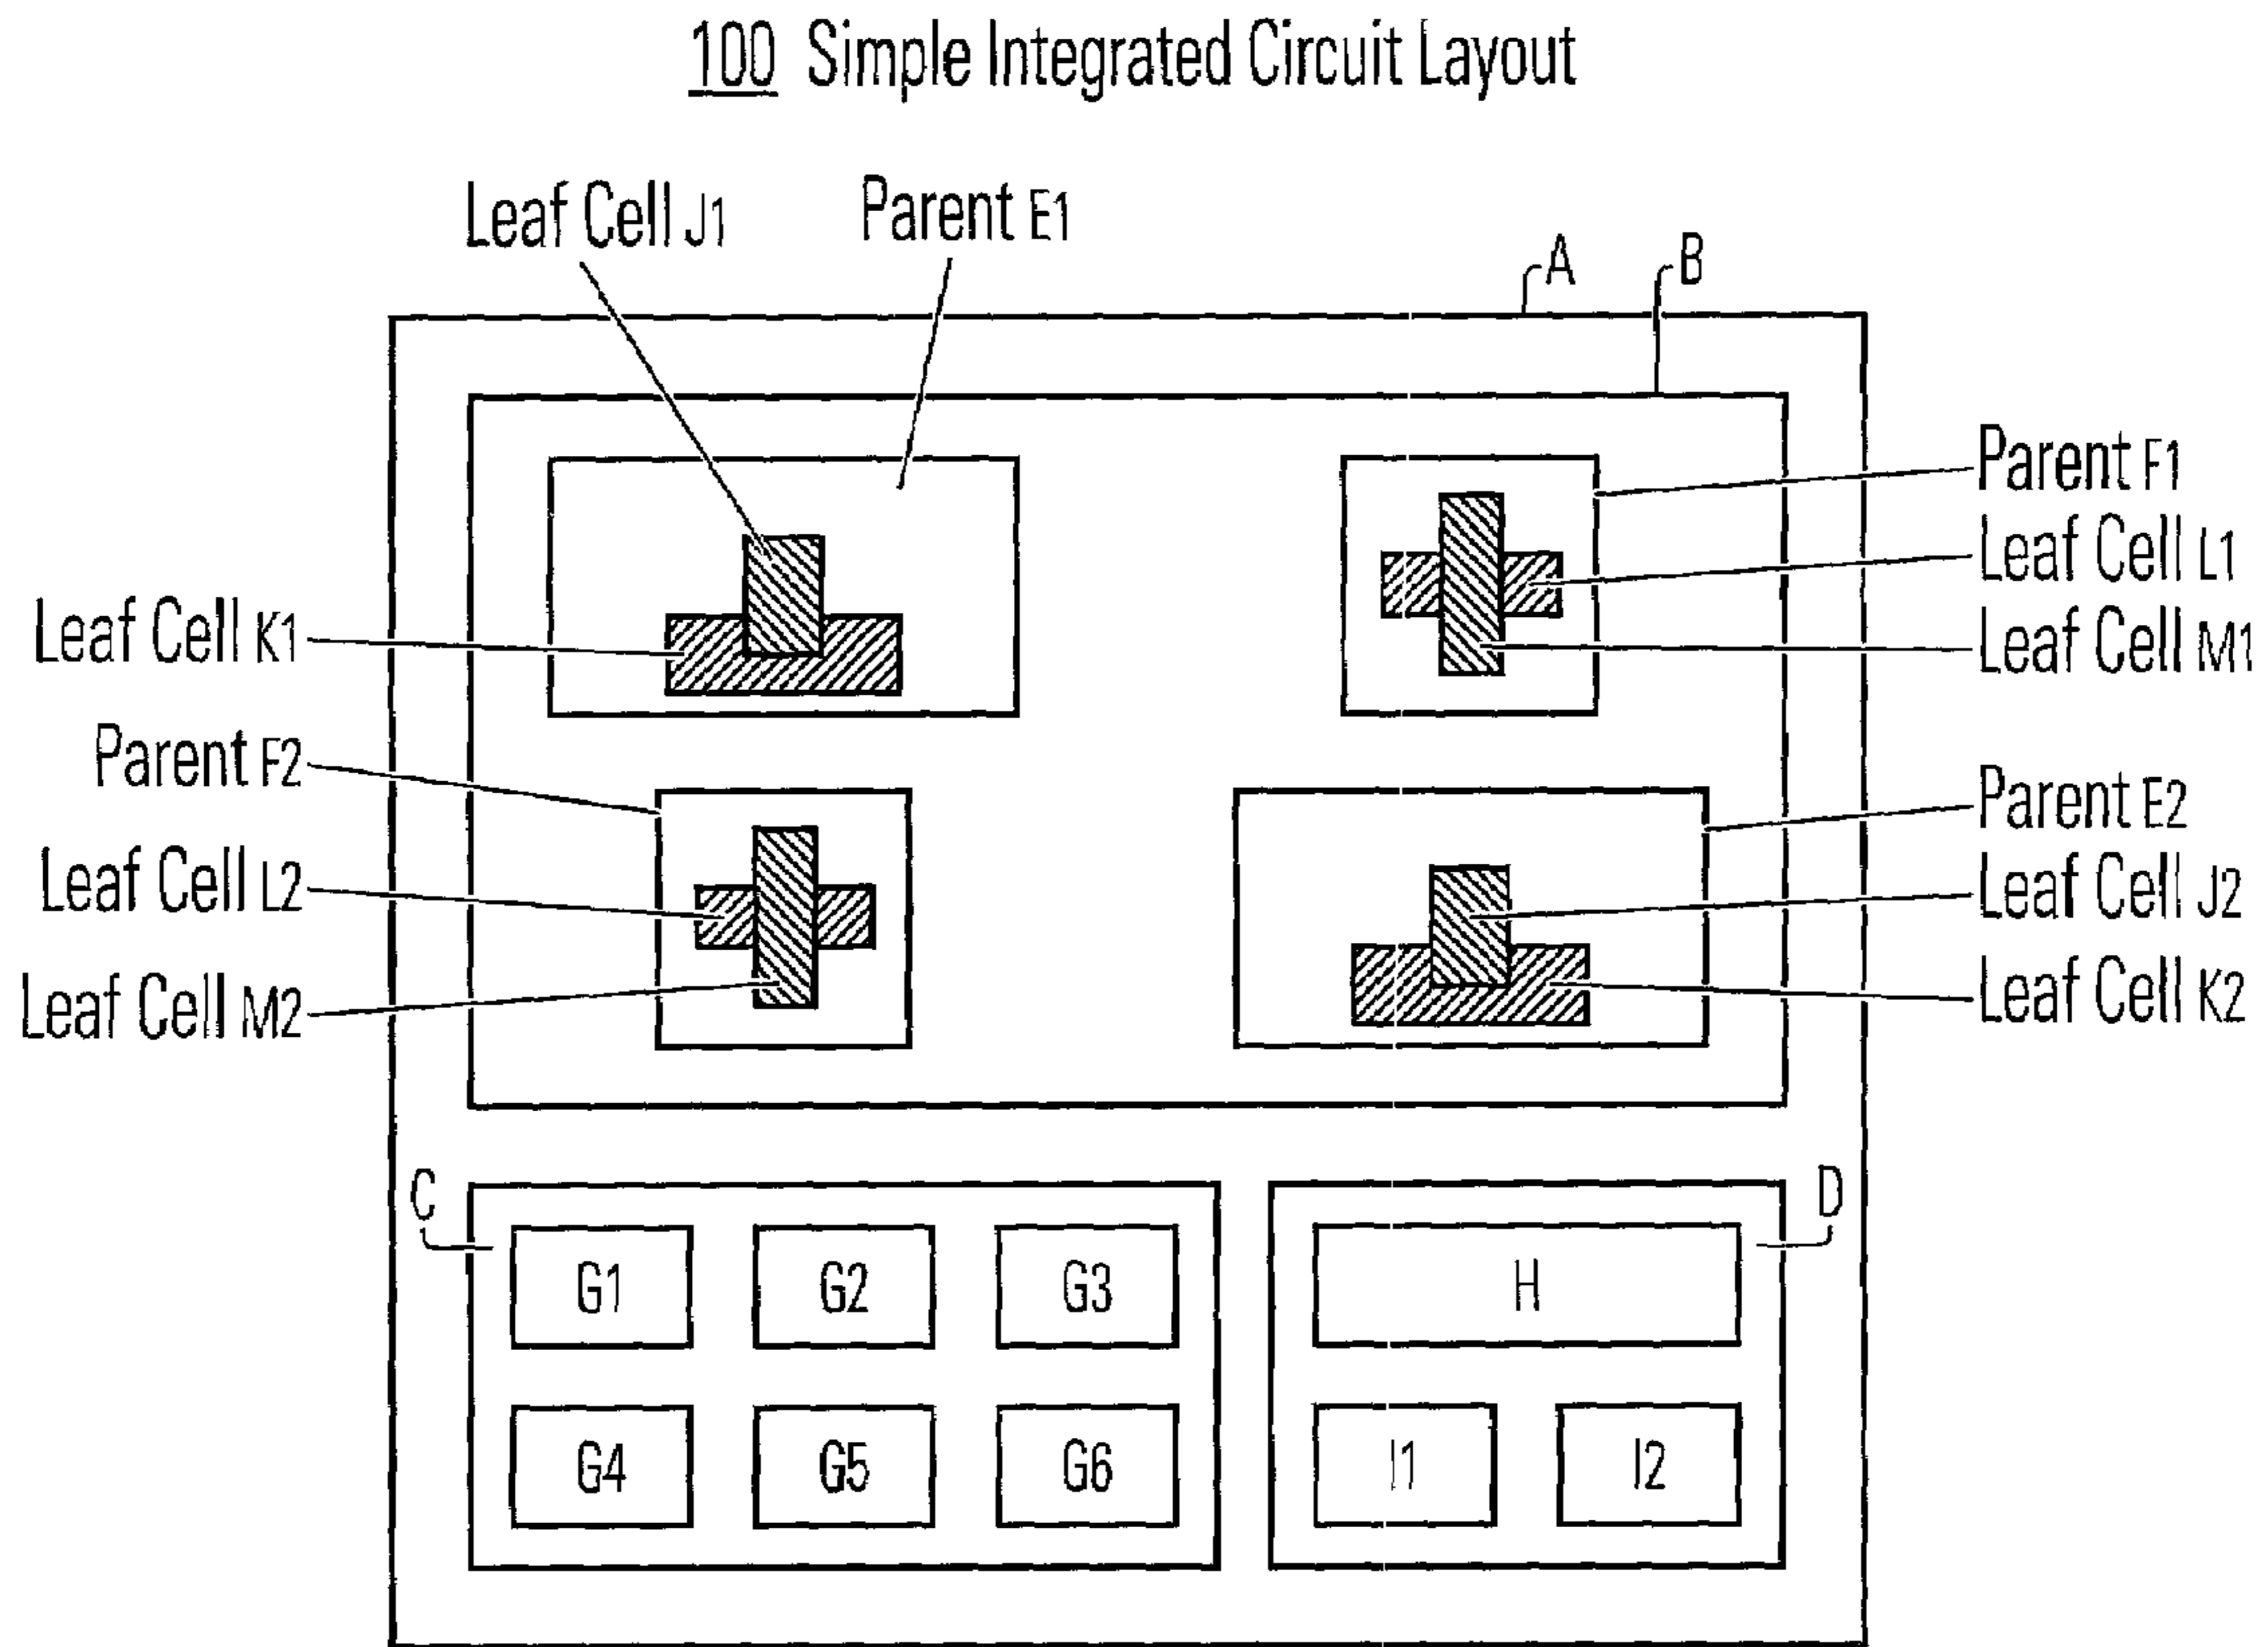 100 Simple Integrated Circuit Layout
Leaf Cell J1
Parent E1
A
B
Parent F1
Leaf Cell L1
Leaf Cell M1
Leaf Cell K1
Parent F2
Leaf Cell L2
Leaf Cell M2
Parent E2
Leaf Cell J2
Leaf Cell K2
C
D
G1 G2 G3
H
G4 G5 G6
I1 I2